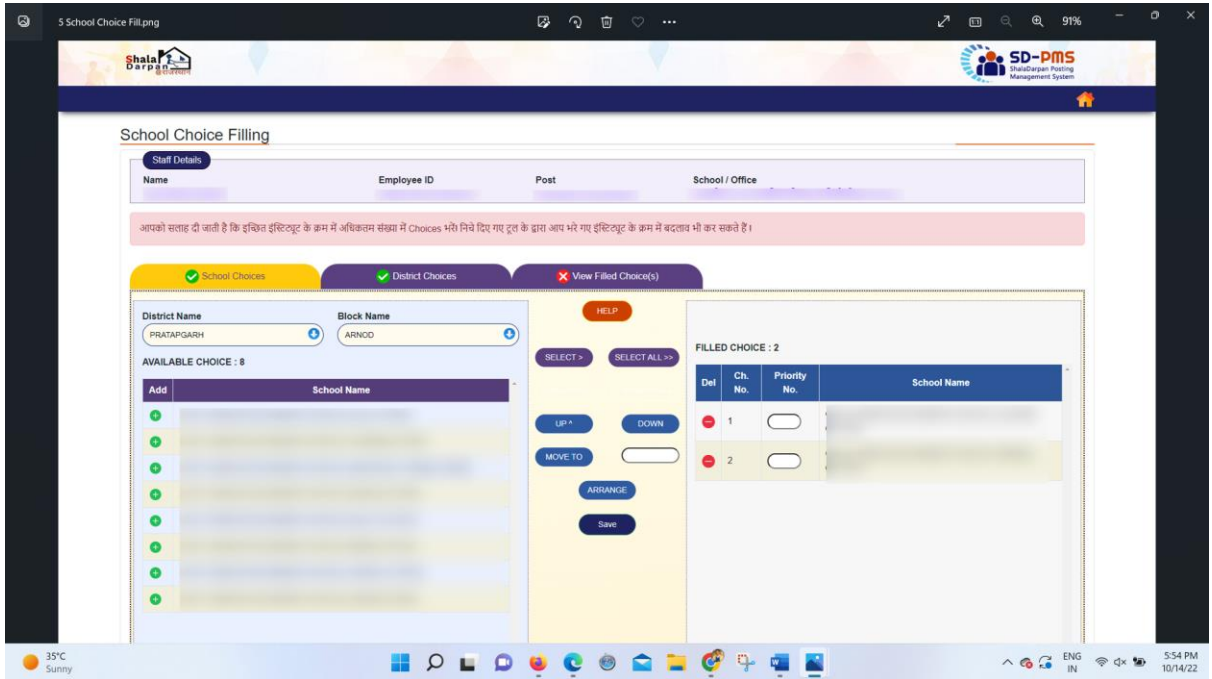 5 School Choice Fill.png
91%
Shala
Darpan
@राजस्थान
SD-PMS
ShalaDarpan Posting
Management System
School Choice Filling
Staff Details
Name
Employee ID
Post
School / Office
आपको सलाह दी जाती है कि इच्छित इंस्टिट्यूट के क्रम में अधिकतम संख्या में Choices भरें। निचे दिए गए टूल के द्वारा आप भरे गए इंस्टिट्यूट के क्रम में बदलाव भी कर सकते हैं।
School Choices
District Choices
View Filled Choice(s)
District Name
Block Name
HELP
PRATAPGARH
ARNOD
AVAILABLE CHOICE : 8
SELECT >
SELECT ALL >>
FILLED CHOICE : 2
Add
School Name
Del
Ch. No.
Priority No.
School Name
UP ^
DOWN
1
MOVE TO
2
ARRANGE
Save
35°C
Sunny
ENG
IN
5:54 PM
10/14/22